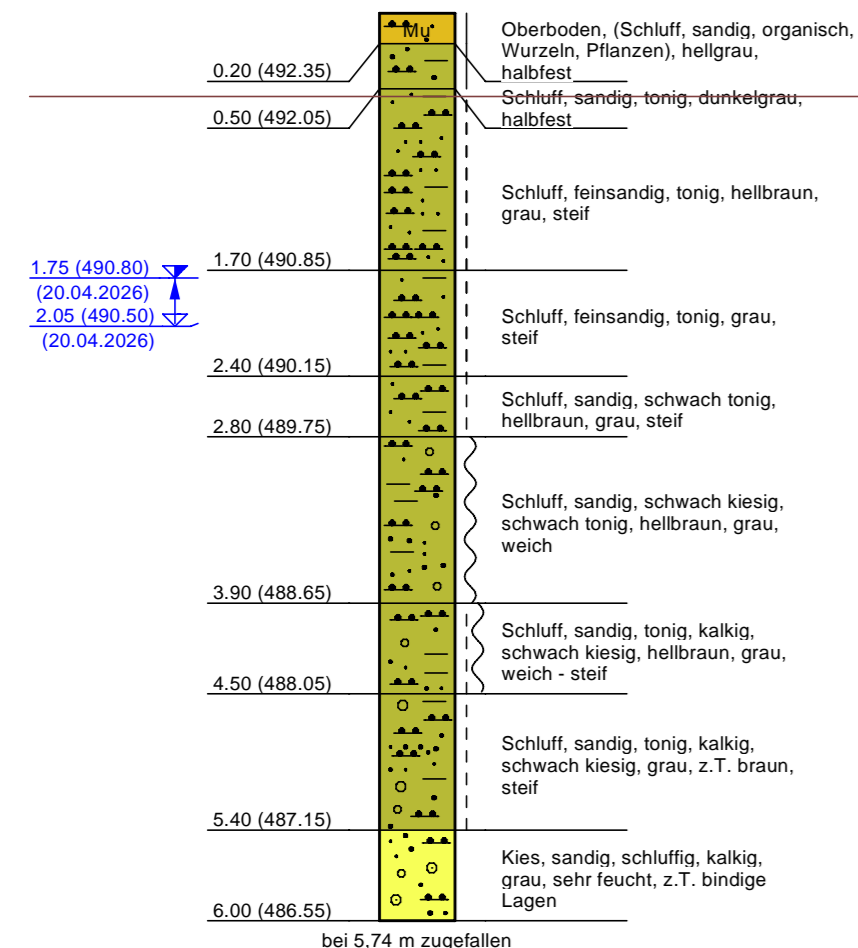 Mu
Oberboden, (Schluff, sandig, organisch,
Wurzeln, Pflanzen), hellgrau,
halbfest
0.20 (492.35)
Schluff, sandig, tonig, dunkelgrau,
halbfest
0.50 (492.05)
Schluff, feinsandig, tonig, hellbraun,
grau, steif
1.70 (490.85)
1.75 (490.80)
(20.04.2026)
2.05 (490.50)
(20.04.2026)
Schluff, feinsandig, tonig, grau,
steif
2.40 (490.15)
Schluff, sandig, schwach tonig,
hellbraun, grau, steif
2.80 (489.75)
Schluff, sandig, schwach kiesig,
schwach tonig, hellbraun, grau,
weich
3.90 (488.65)
Schluff, sandig, tonig, kalkig,
schwach kiesig, hellbraun, grau,
weich - steif
4.50 (488.05)
Schluff, sandig, tonig, kalkig,
schwach kiesig, grau, z.T. braun,
steif
5.40 (487.15)
Kies, sandig, schluffig, kalkig,
grau, sehr feucht, z.T. bindige
Lagen
6.00 (486.55)
bei 5,74 m zugefallen